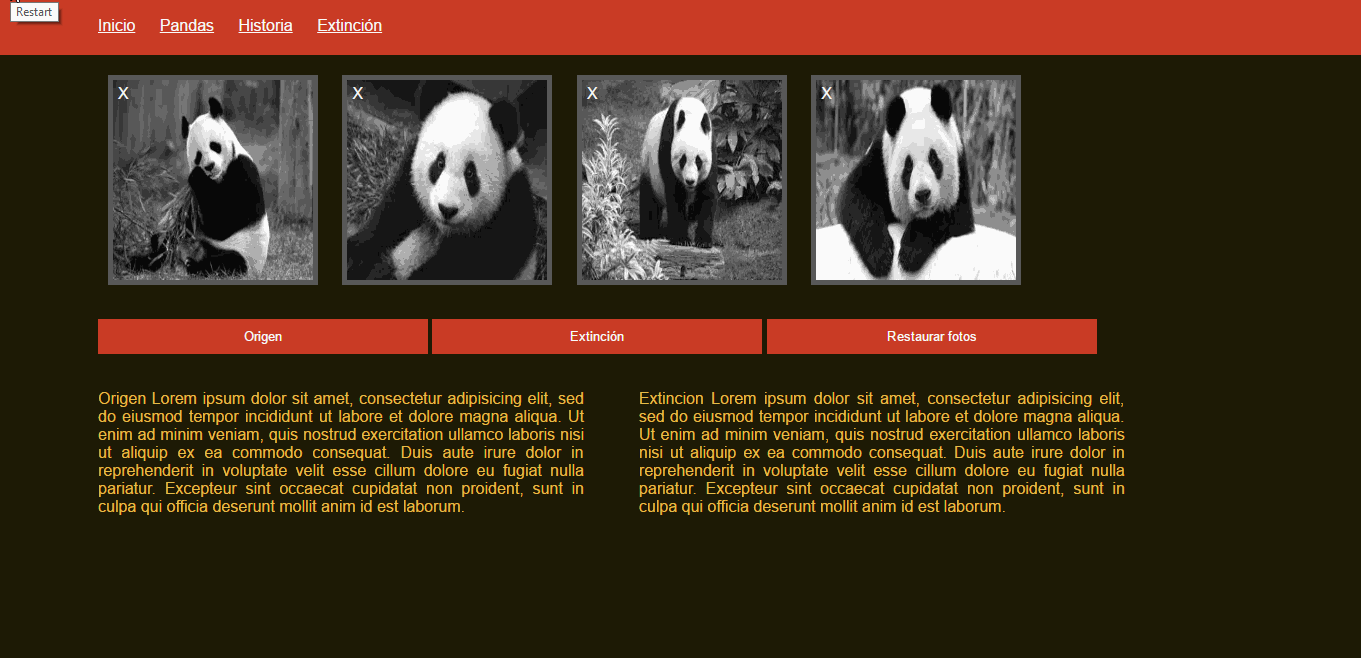 Restart
Inicio Pandas Historia Extinción
X X X X
Origen Extinción Restaurar fotos
Origen Lorem ipsum dolor sit amet, consectetur adipisicing elit, sed
do eiusmod tempor incididunt ut labore et dolore magna aliqua. Ut
enim ad minim veniam, quis nostrud exercitation ullamco laboris nisi
ut aliquip ex ea commodo consequat. Duis aute irure dolor in
reprehenderit in voluptate velit esse cillum dolore eu fugiat nulla
pariatur. Excepteur sint occaecat cupidatat non proident, sunt in
culpa qui officia deserunt mollit anim id est laborum.
Extincion Lorem ipsum dolor sit amet, consectetur adipisicing elit,
sed do eiusmod tempor incididunt ut labore et dolore magna aliqua.
Ut enim ad minim veniam, quis nostrud exercitation ullamco laboris
nisi ut aliquip ex ea commodo consequat. Duis aute irure dolor in
reprehenderit in voluptate velit esse cillum dolore eu fugiat nulla
pariatur. Excepteur sint occaecat cupidatat non proident, sunt in
culpa qui officia deserunt mollit anim id est laborum.